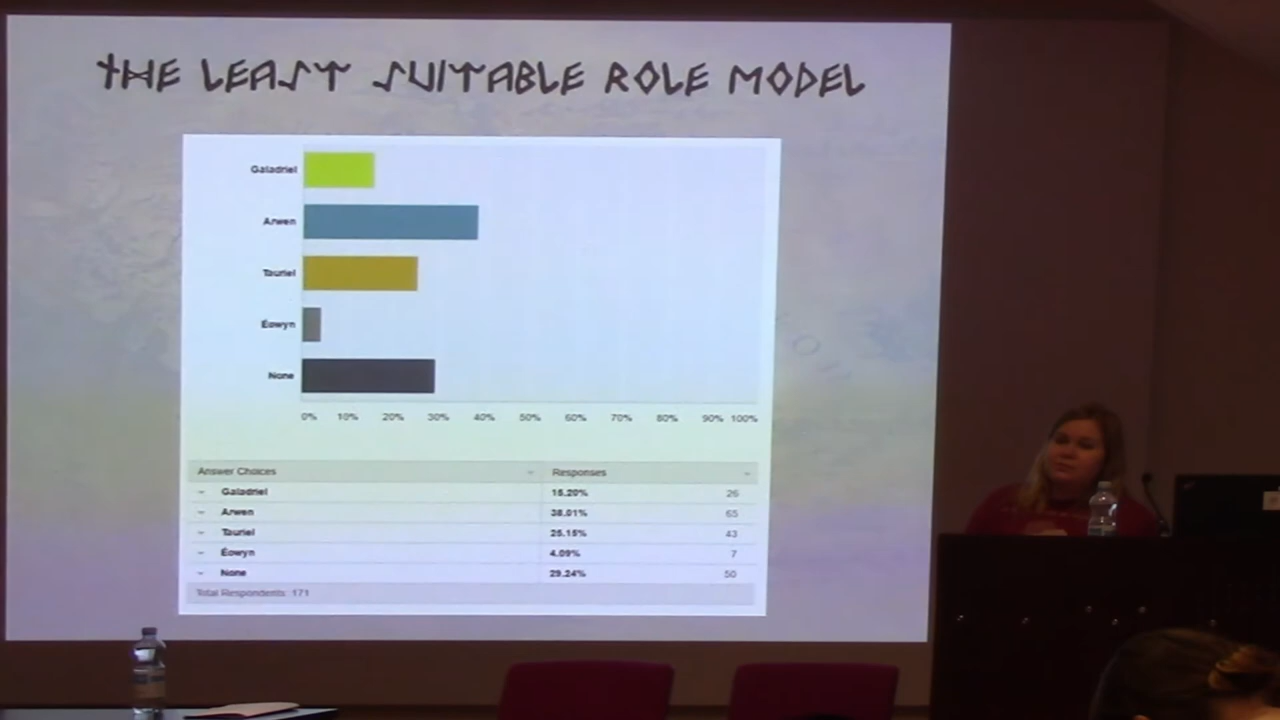 THE LEAST SUITABLE ROLE MODEL
Galadriel
Arwen
Tauriel
Éowyn
None
0% 10% 20% 30% 40% 50% 60% 70% 80% 90% 100%
Answer Choices Responses
Galadriel 15.20% 26
Arwen 38.01% 65
Tauriel 25.15% 43
Éowyn 4.09% 7
None 29.24% 50
Total Respondents: 171